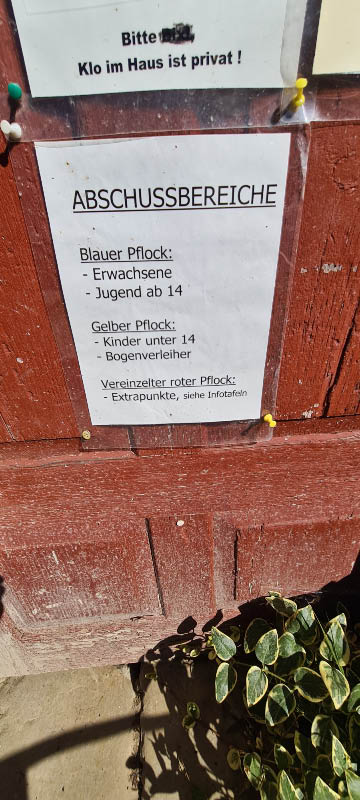 Bitte
Klo im Haus ist privat !
ABSCHUSSBEREICHE
Blauer Pflock:
- Erwachsene
- Jugend ab 14
Gelber Pflock:
- Kinder unter 14
- Bogenverleiher
Vereinzelter roter Pflock:
- Extrapunkte, siehe Infotafeln